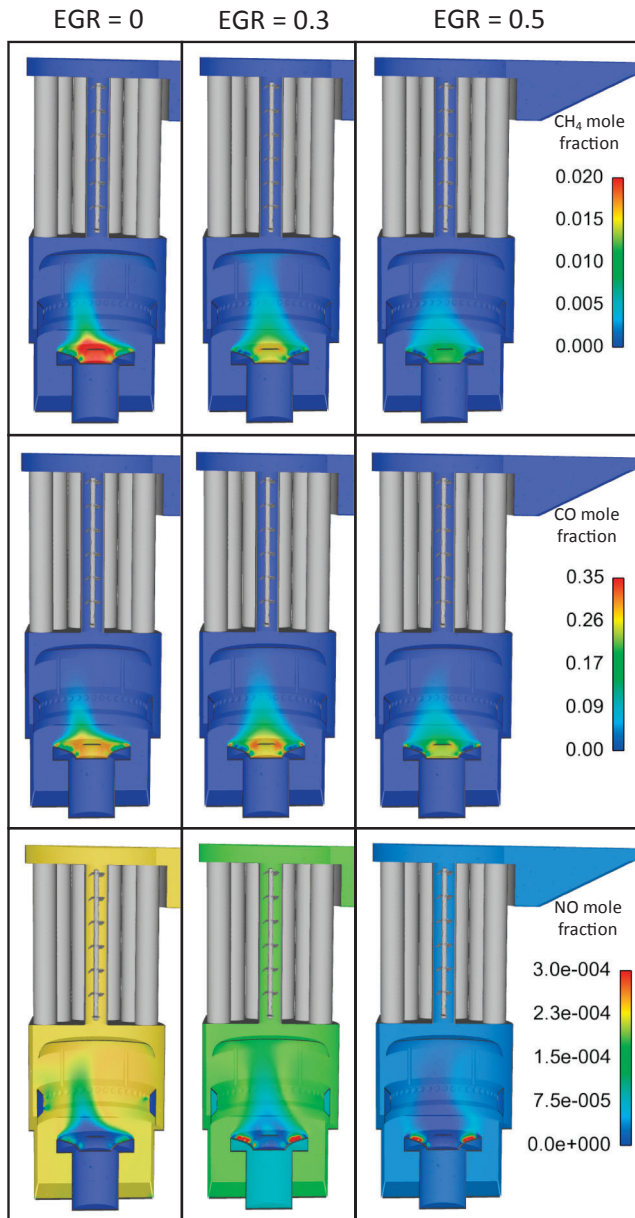 EGR = 0 EGR = 0.3 EGR = 0.5
CH₄ mole
fraction
0.020
0.015
0.010
0.005
0.000
CO mole
fraction
0.35
0.26
0.17
0.09
0.00
NO mole
fraction
3.0e-004
2.3e-004
1.5e-004
7.5e-005
0.0e+000